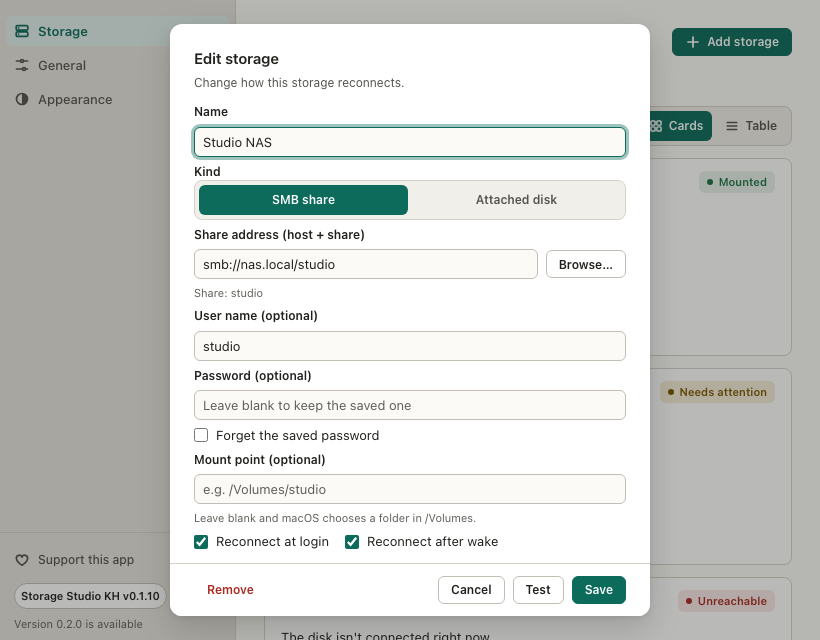 Storage
General
Appearance
Support this app
Storage Studio KH v0.1.10
Version 0.2.0 is available
Edit storage
Change how this storage reconnects.
Name
Studio NAS
Kind
SMB share
Attached disk
Share address (host + share)
smb://nas.local/studio
Browse...
Share: studio
User name (optional)
studio
Password (optional)
Leave blank to keep the saved one
Forget the saved password
Mount point (optional)
e.g. /Volumes/studio
Leave blank and macOS chooses a folder in /Volumes.
Reconnect at login
Reconnect after wake
Remove
Cancel
Test
Save
Add storage
Cards
Table
Mounted
Needs attention
Unreachable
The disk isn't connected right now